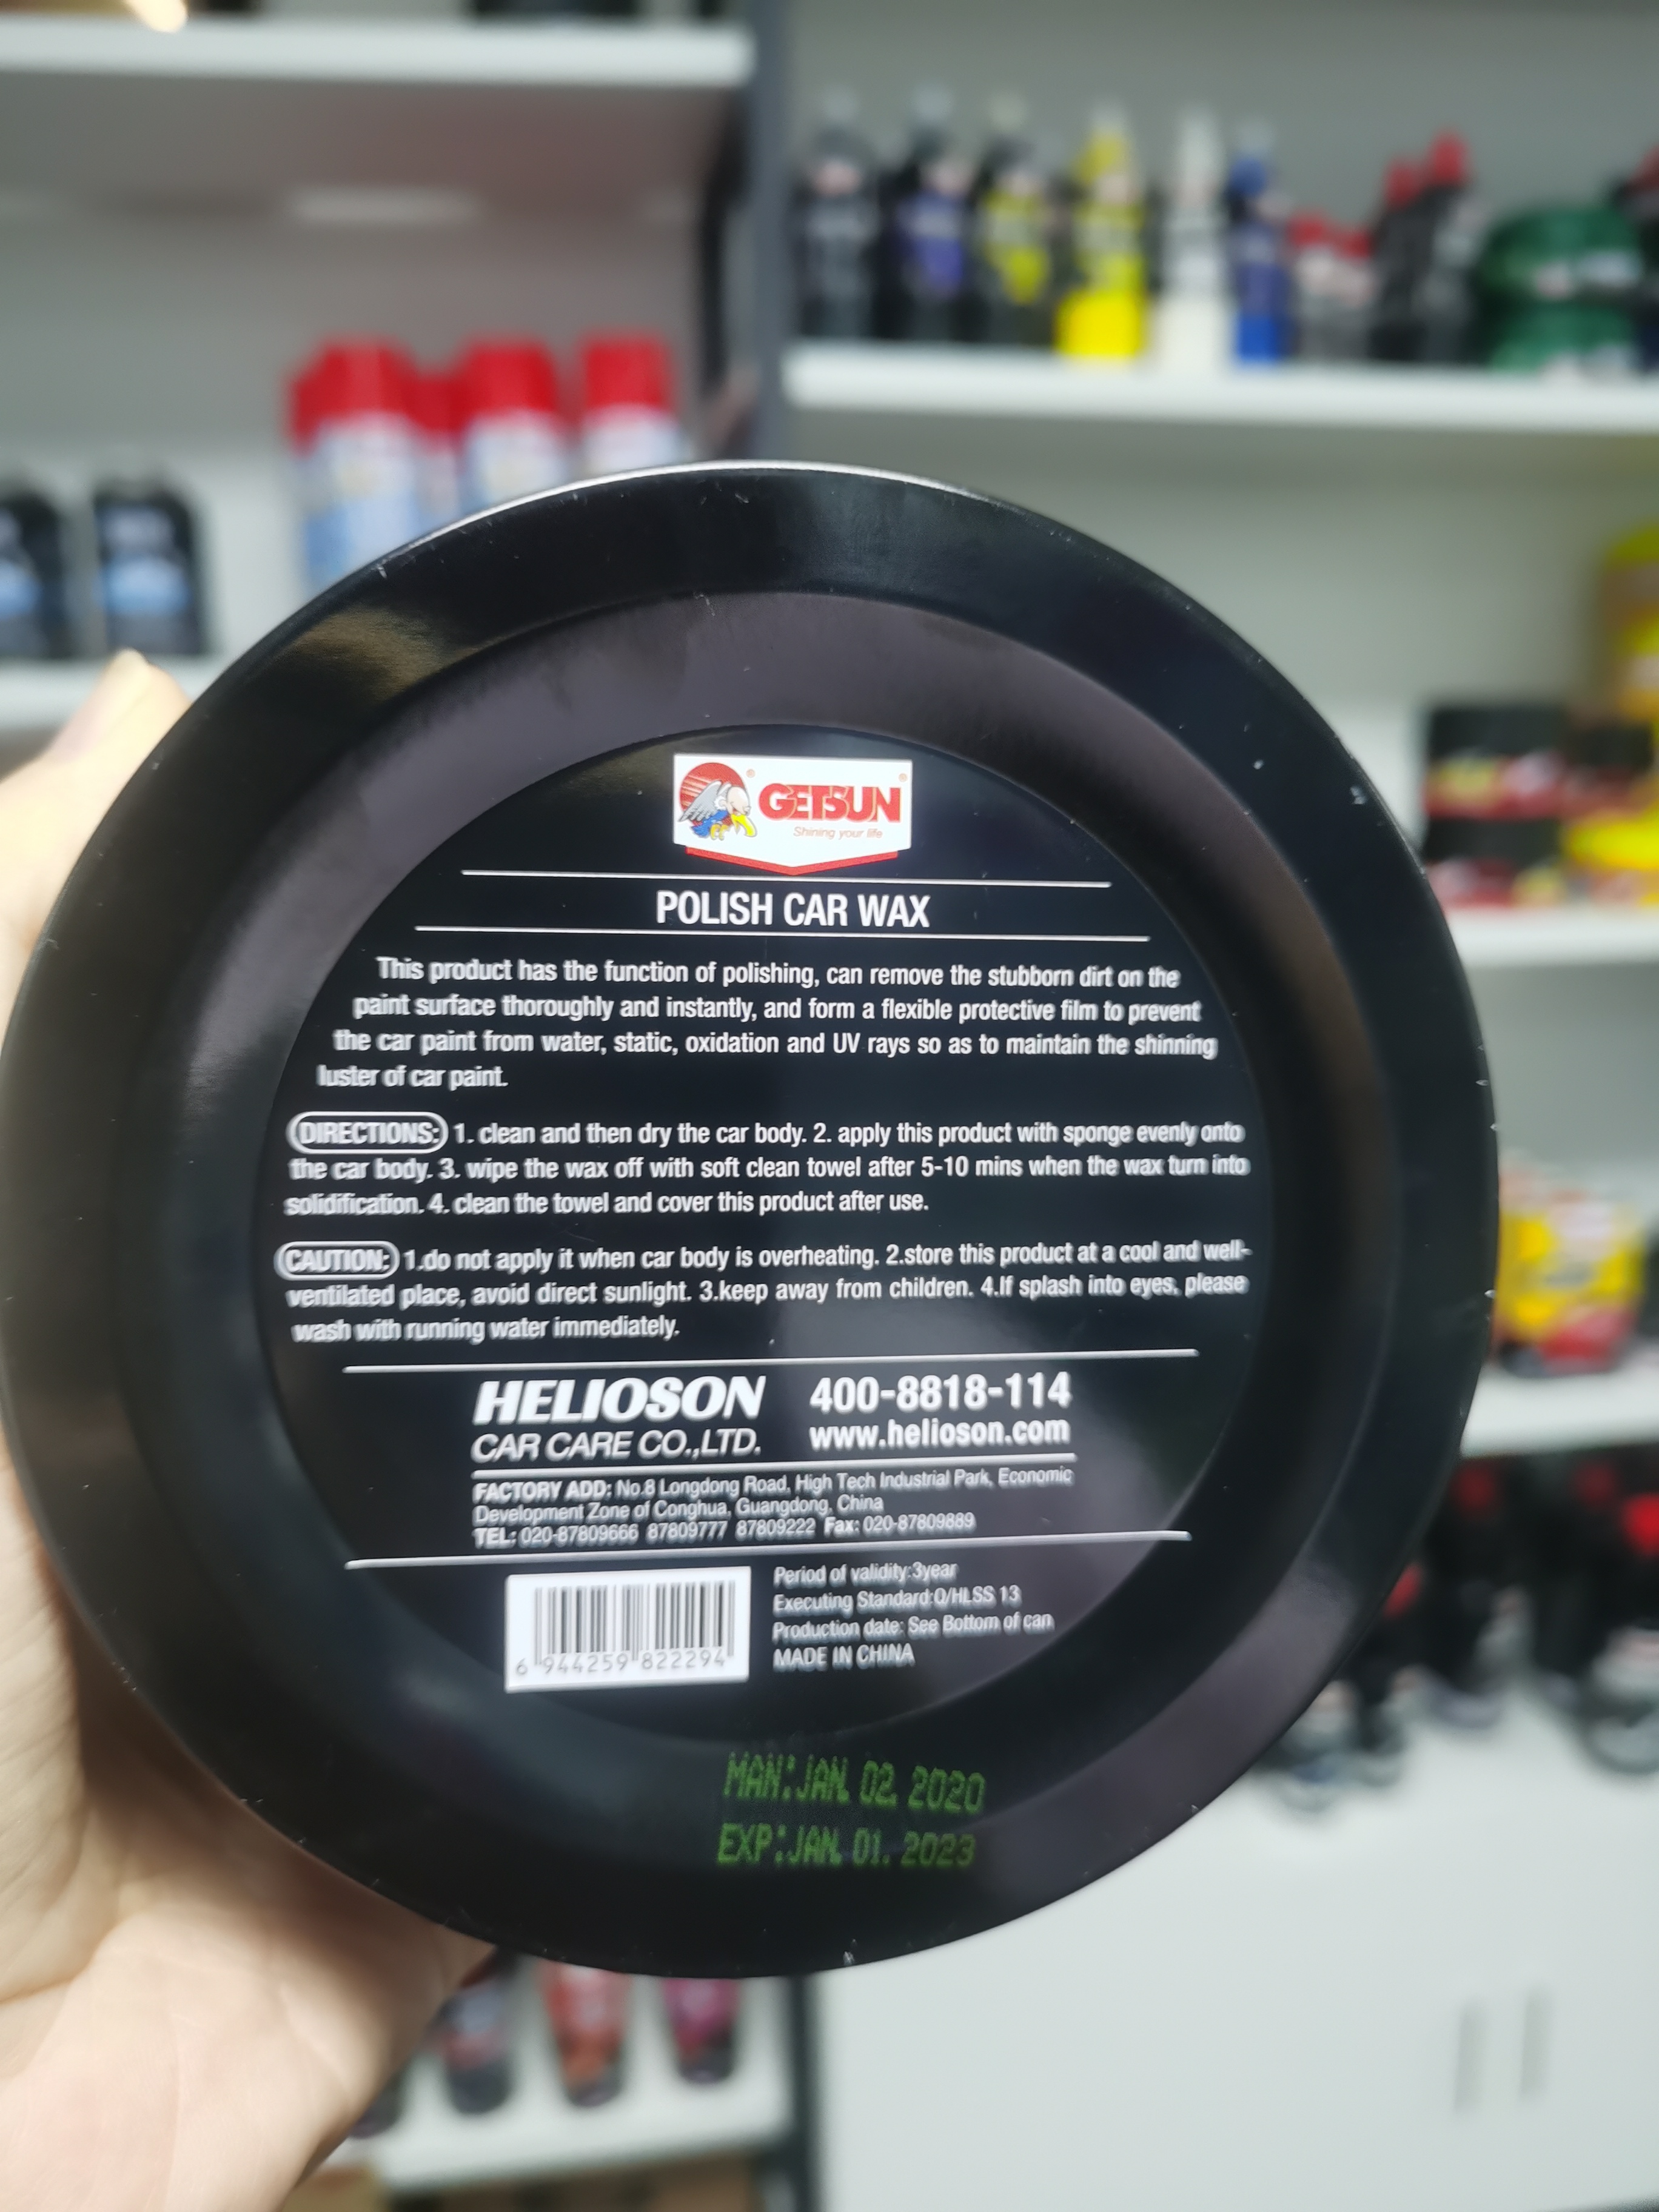 GETSUN
Shining your life
POLISH CAR WAX
This product has the function of polishing, can remove the stubborn dirt on the
paint surface thoroughly and instantly, and form a flexible protective film to prevent
the car paint from water, static, oxidation and UV rays so as to maintain the shinning
luster of car paint.
DIRECTIONS: 1. clean and then dry the car body. 2. apply this product with sponge evenly onto
the car body. 3. wipe the wax off with soft clean towel after 5-10 mins when the wax turn into
solidification. 4. clean the towel and cover this product after use.
CAUTION: 1.do not apply it when car body is overheating. 2.store this product at a cool and well-
ventilated place, avoid direct sunlight. 3.keep away from children. 4.If splash into eyes, please
wash with running water immediately.
HELIOSON 400-8818-114
CAR CARE CO.,LTD. www.helioson.com
FACTORY ADD: No.8 Longdong Road, High Tech Industrial Park, Economic
Development Zone of Conghua, Guangdong, China
TEL: 020-87809666 87809777 87809222 Fax: 020-87809889
Period of validity:3year
Executing Standard:Q/HLSS 13
Production date: See Bottom of can
MADE IN CHINA
6 944259 822294
MAN:JAN. 02. 2020
EXP:JAN. 01. 2023